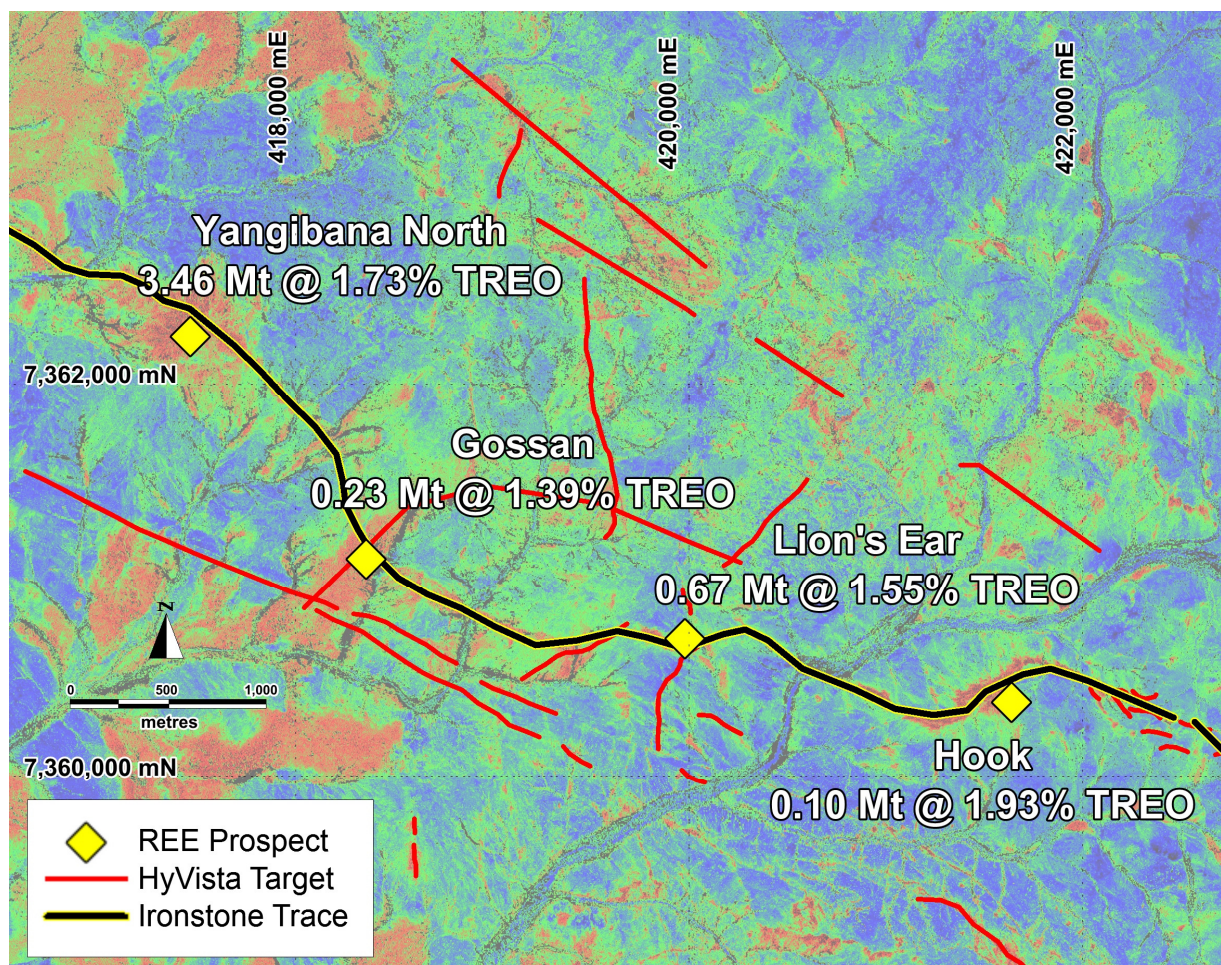 418,000 mE
420,000 mE
422,000 mE
Yangibana North
3.46 Mt @ 1.73% TREO
7,362,000 mN
Gossan
0.23 Mt @ 1.39% TREO
Lion's Ear
0.67 Mt @ 1.55% TREO
N
0 500 1,000
metres
7,360,000 mN
Hook
0.10 Mt @ 1.93% TREO
REE Prospect
HyVista Target
Ironstone Trace